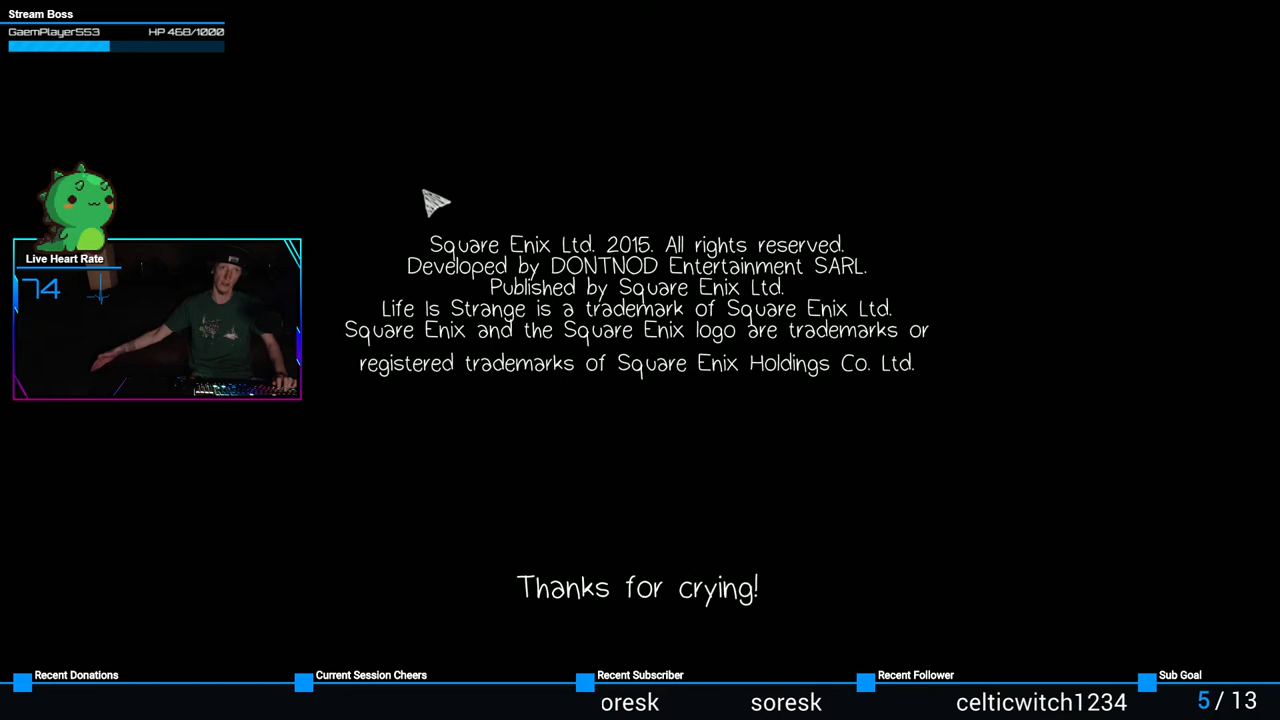 Stream Boss
GaemPlayer553 HP 468/1000
Live Heart Rate
74
Square Enix Ltd. 2015. All rights reserved.
Developed by DONTNOD Entertainment SARL.
Published by Square Enix Ltd.
Life Is Strange is a trademark of Square Enix Ltd.
Square Enix and the Square Enix logo are trademarks or
registered trademarks of Square Enix Holdings Co. Ltd.
Thanks for crying!
Recent Donations Current Session Cheers Recent Subscriber Recent Follower Sub Goal
oresk soresk celticwitch1234 5 / 13